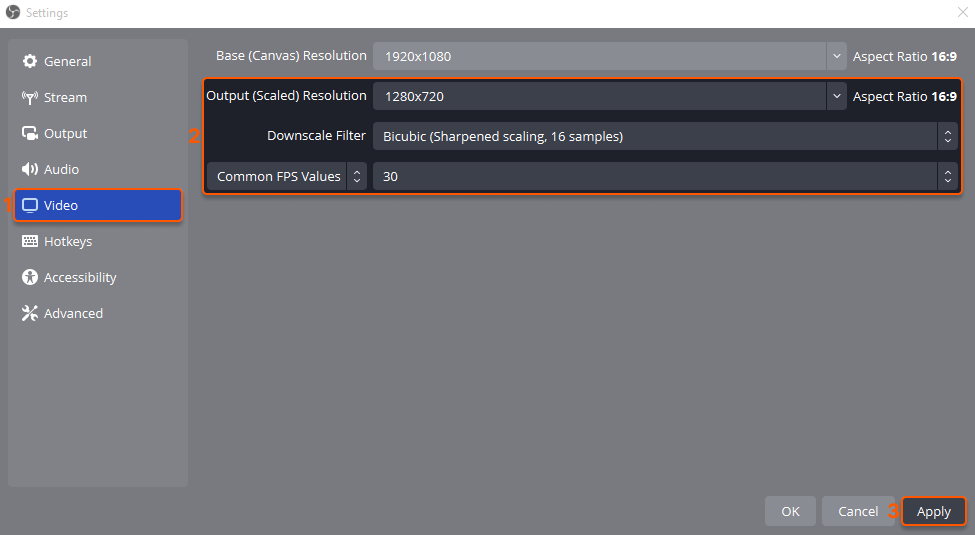 Settings
General
Stream
Output
Audio
1 Video
Hotkeys
Accessibility
Advanced
Base (Canvas) Resolution 1920x1080 Aspect Ratio 16:9
Output (Scaled) Resolution 1280x720 Aspect Ratio 16:9
2 Downscale Filter Bicubic (Sharpened scaling, 16 samples)
Common FPS Values 30
OK Cancel 3 Apply